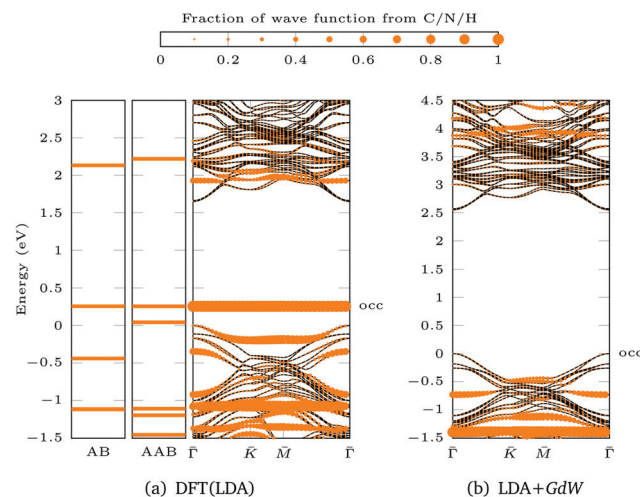 Fraction of wave function from C/N/H
0 0.2 0.4 0.6 0.8 1
Energy (eV)
3
2.5
2
1.5
1
0.5
0
−0.5
−1
−1.5
AB AAB
Γ̄ K̄ M̄ Γ̄
occ
(a) DFT(LDA)
4.5
4
3.5
3
2.5
2
1.5
1
0.5
0
−0.5
−1
−1.5
Γ̄ K̄ M̄ Γ̄
occ
(b) LDA+GdW